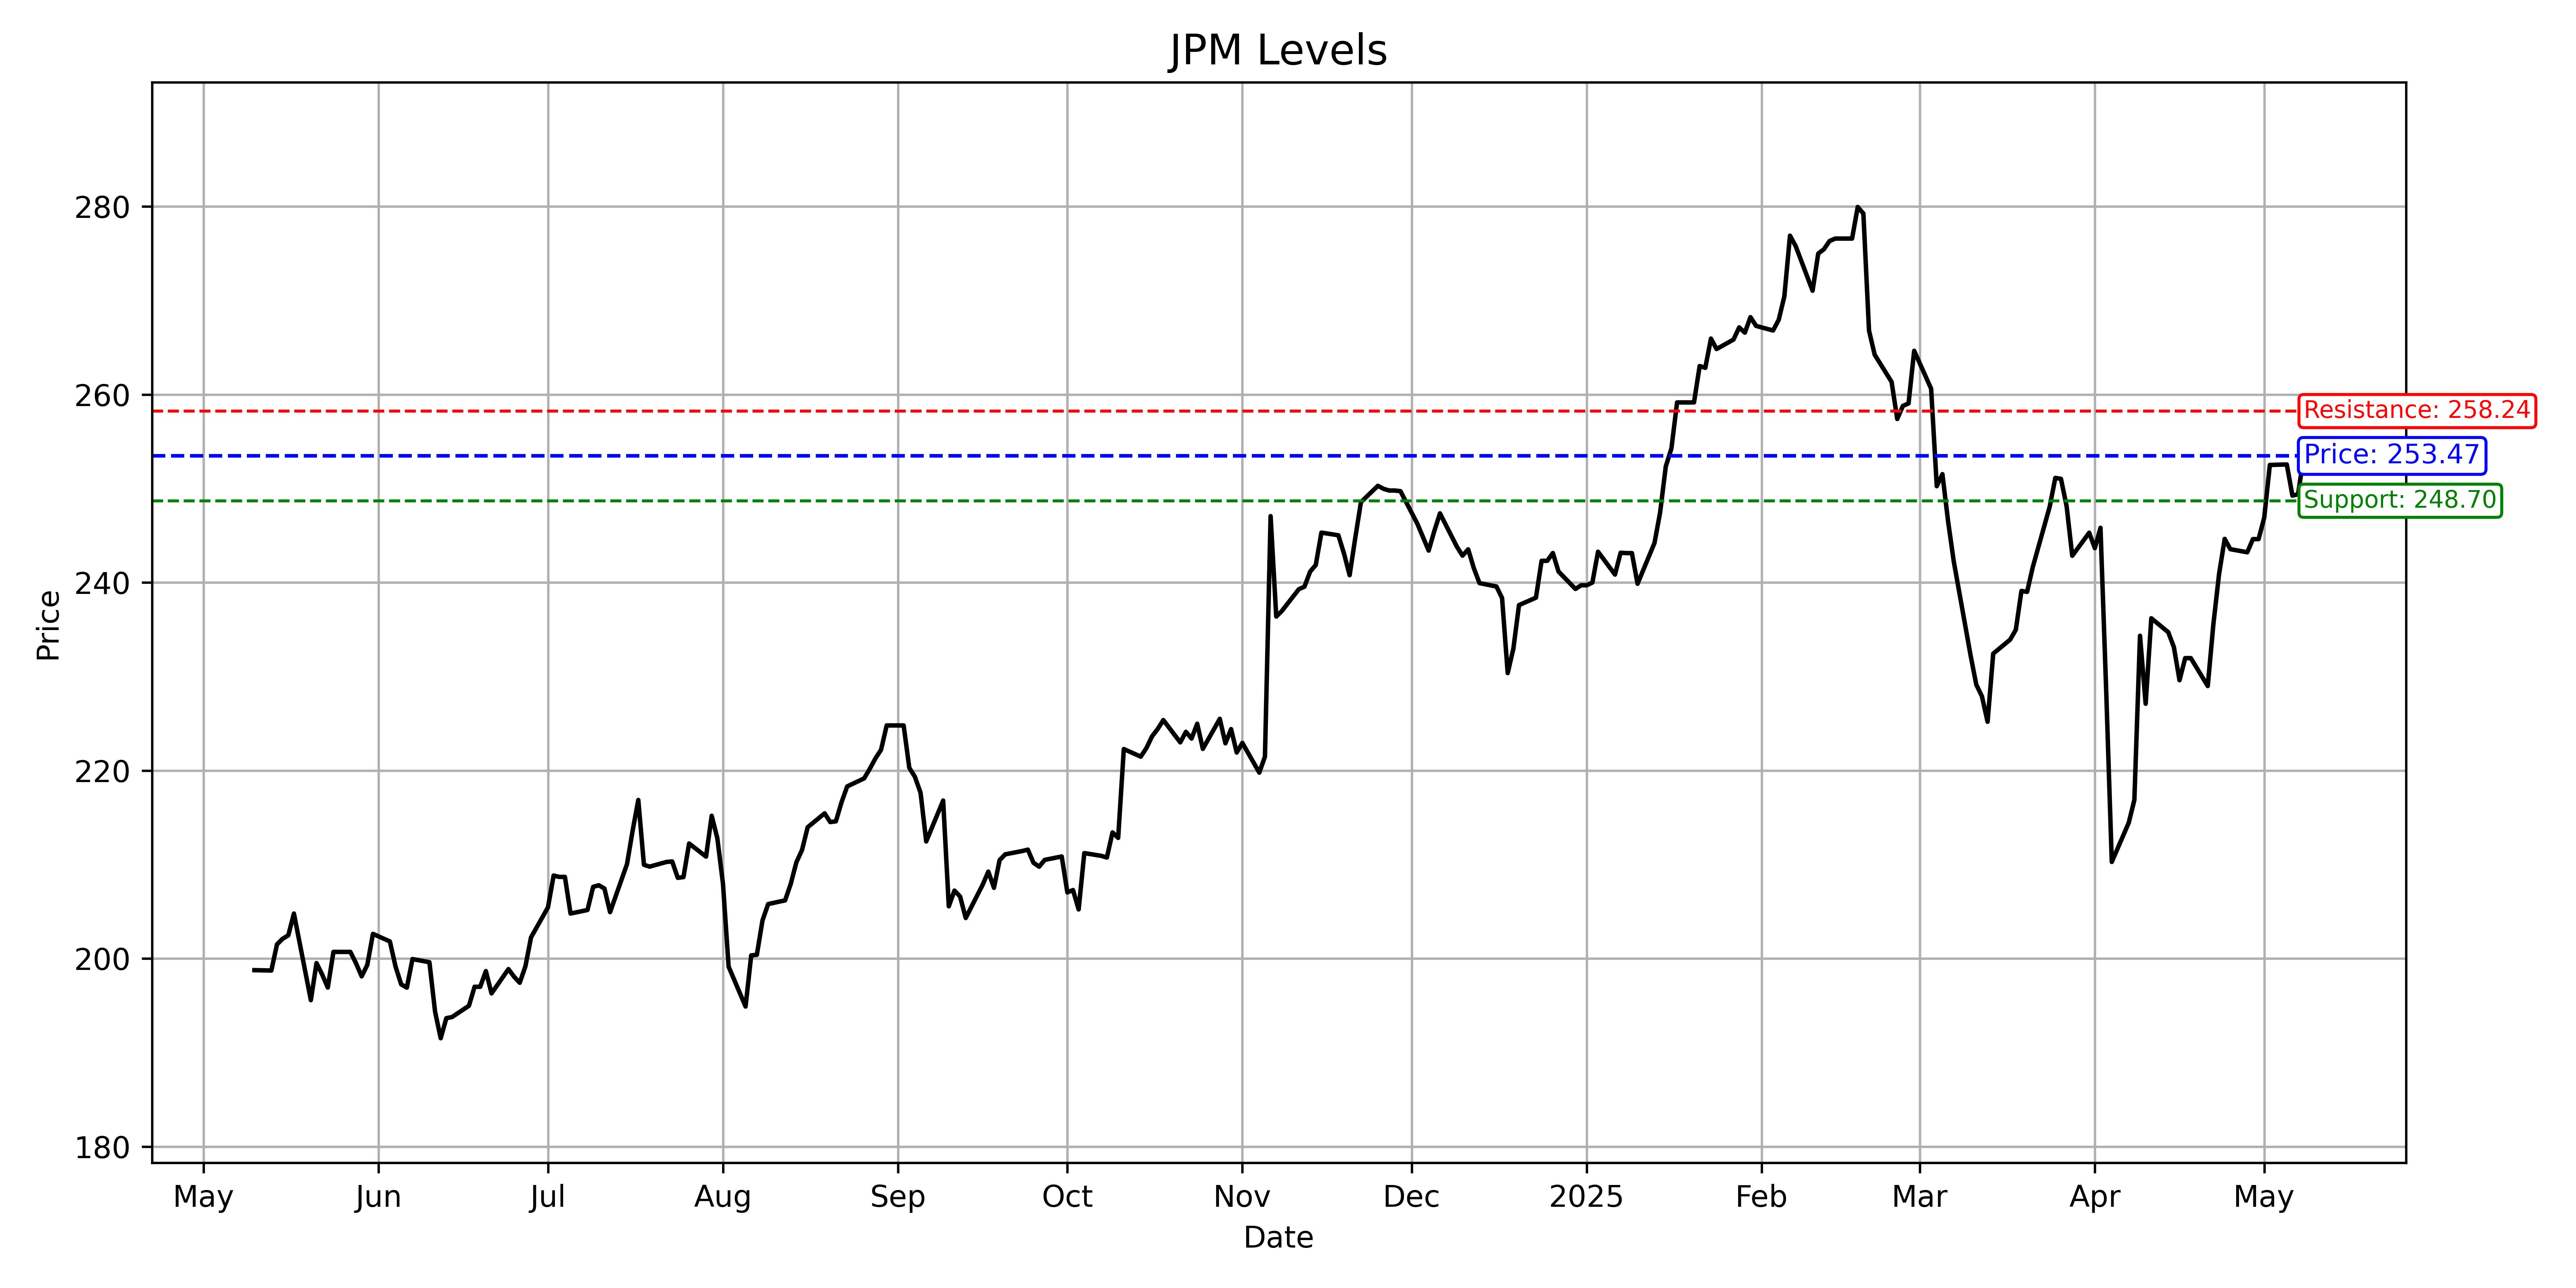 JPM Levels
Price
280
260
240
220
200
180
Resistance: 258.24
Price: 253.47
Support: 248.70
May Jun Jul Aug Sep Oct Nov Dec 2025 Feb Mar Apr May
Date